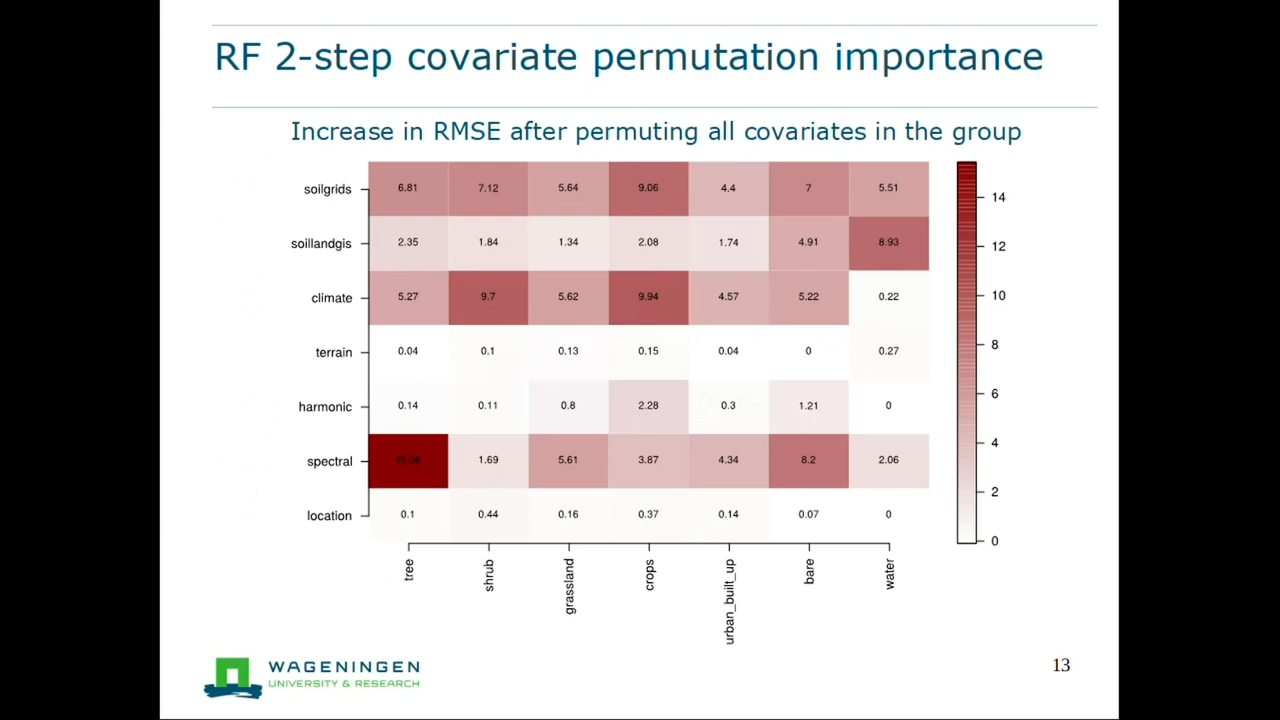 RF 2-step covariate permutation importance
Increase in RMSE after permuting all covariates in the group
soilgrids 6.81 7.12 5.64 9.06 4.4 7 5.51
soillandgis 2.35 1.84 1.34 2.08 1.74 4.91 8.93
climate 5.27 9.7 5.62 9.94 4.57 5.22 0.22
terrain 0.04 0.1 0.13 0.15 0.04 0 0.27
harmonic 0.14 0.11 0.8 2.28 0.3 1.21 0
spectral 1.69 5.61 3.87 4.34 8.2 2.06
location 0.1 0.44 0.16 0.37 0.14 0.07 0
tree shrub grassland crops urban_built_up bare water
14
12
10
8
6
4
2
0
WAGENINGEN
UNIVERSITY & RESEARCH
13